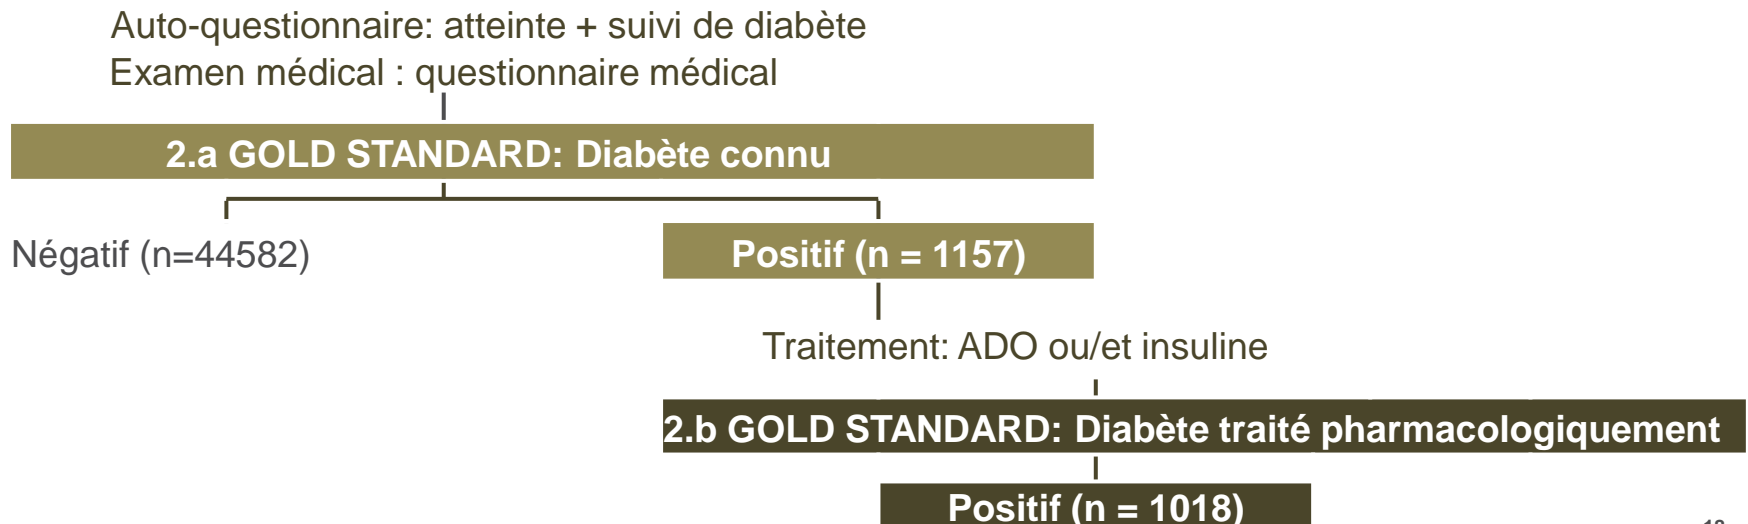 Auto-questionnaire: atteinte + suivi de diabète
Examen médical : questionnaire médical
2.a GOLD STANDARD: Diabète connu
Négatif (n=44582)
Positif (n = 1157)
Traitement: ADO ou/et insuline
2.b GOLD STANDARD: Diabète traité pharmacologiquement
Positif (n = 1018)